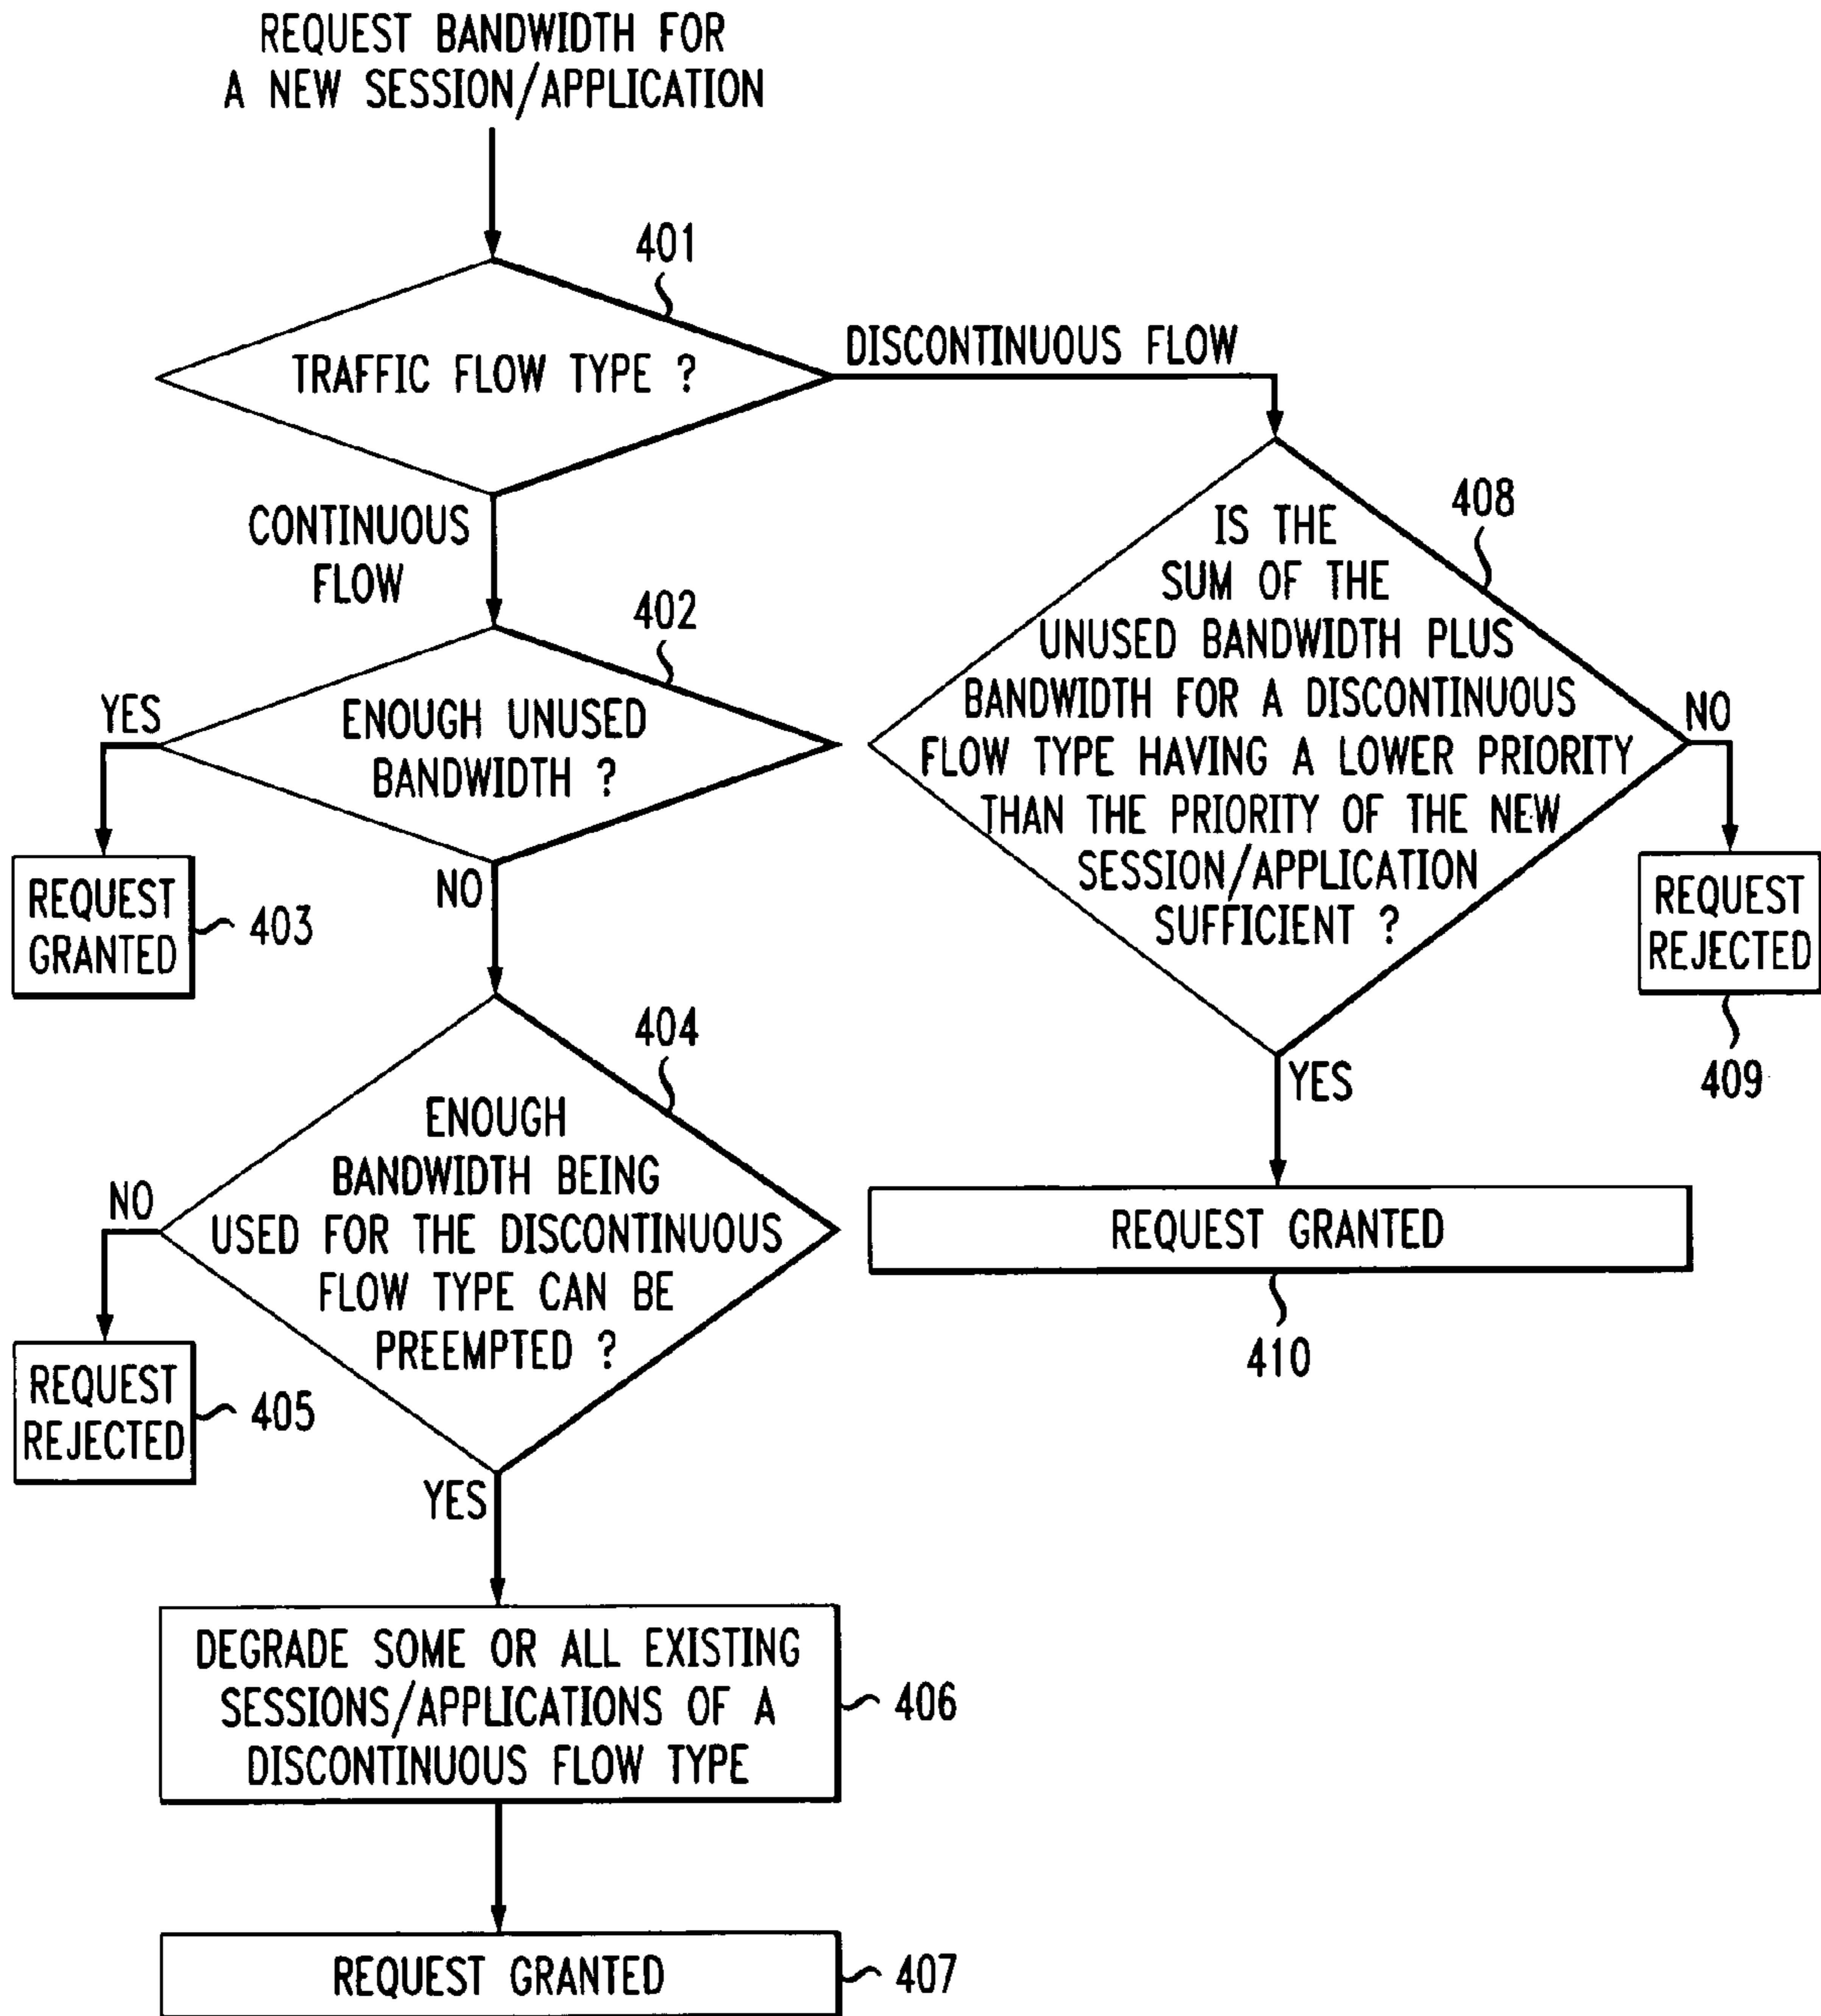 REQUEST BANDWIDTH FOR
A NEW SESSION/APPLICATION
401
TRAFFIC FLOW TYPE ?
DISCONTINUOUS FLOW
CONTINUOUS
FLOW
402
ENOUGH UNUSED
BANDWIDTH ?
YES
REQUEST
GRANTED
403
NO
404
ENOUGH
BANDWIDTH BEING
USED FOR THE DISCONTINUOUS
FLOW TYPE CAN BE
PREEMPTED ?
NO
REQUEST
REJECTED
405
YES
DEGRADE SOME OR ALL EXISTING
SESSIONS/APPLICATIONS OF A
DISCONTINUOUS FLOW TYPE
406
REQUEST GRANTED
407
408
IS THE
SUM OF THE
UNUSED BANDWIDTH PLUS
BANDWIDTH FOR A DISCONTINUOUS
FLOW TYPE HAVING A LOWER PRIORITY
THAN THE PRIORITY OF THE NEW
SESSION/APPLICATION
SUFFICIENT ?
NO
REQUEST
REJECTED
409
YES
REQUEST GRANTED
410